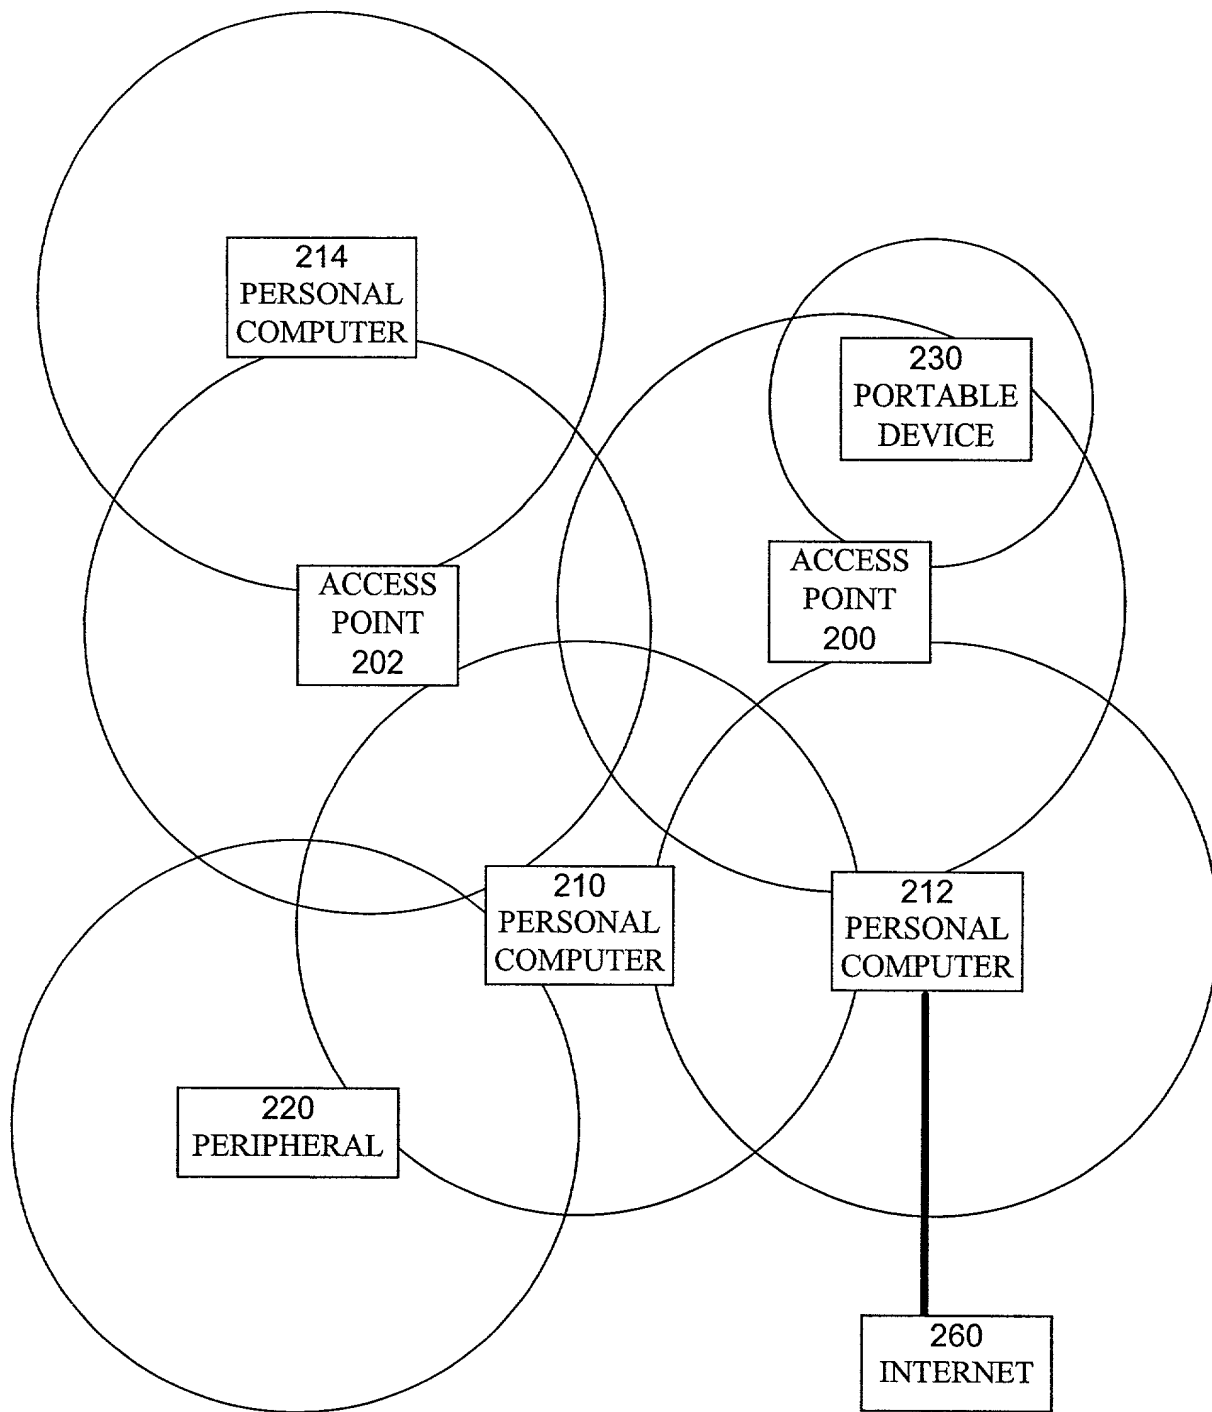 214
PERSONAL
COMPUTER
230
PORTABLE
DEVICE
ACCESS
POINT
202
ACCESS
POINT
200
210
PERSONAL
COMPUTER
212
PERSONAL
COMPUTER
220
PERIPHERAL
260
INTERNET